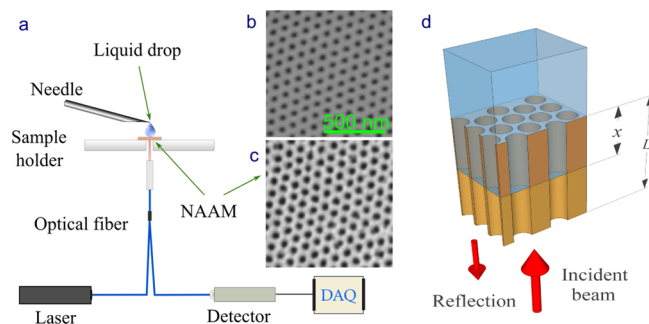 a
Liquid drop
Needle
Sample
holder
NAAM
Optical fiber
Laser
Detector
DAQ
b
500 nm
c
d
x
L
Reflection
Incident
beam